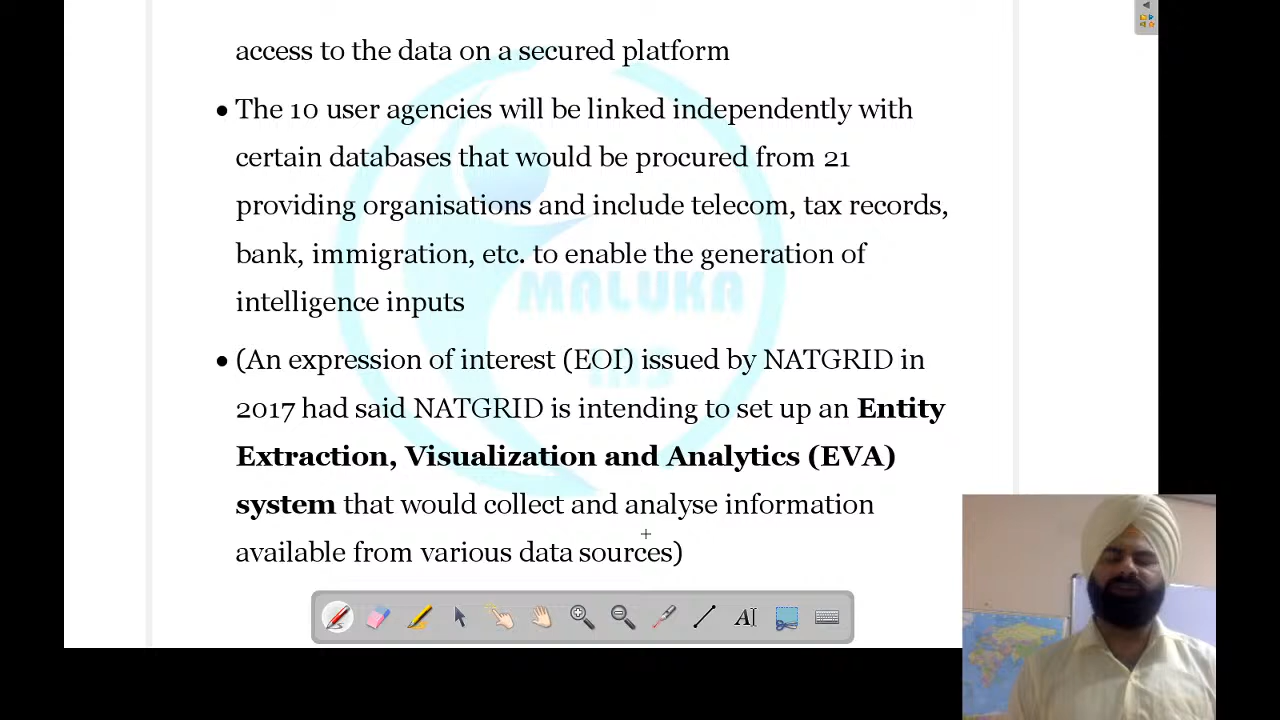 access to the data on a secured platform
• The 10 user agencies will be linked independently with
certain databases that would be procured from 21
providing organisations and include telecom, tax records,
bank, immigration, etc. to enable the generation of
intelligence inputs
MALUKA
IAS
• (An expression of interest (EOI) issued by NATGRID in
2017 had said NATGRID is intending to set up an Entity
Extraction, Visualization and Analytics (EVA)
system that would collect and analyse information
available from various data sources)
AI